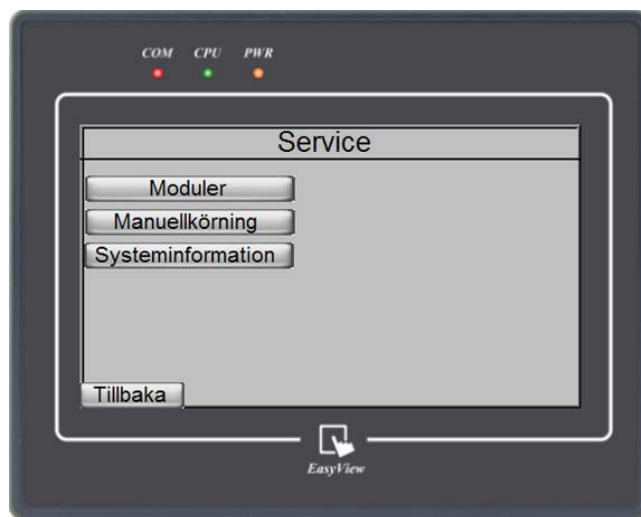 COM CPU PWR
Service
Moduler
Manuellkörning
Systeminformation
Tillbaka
EasyView